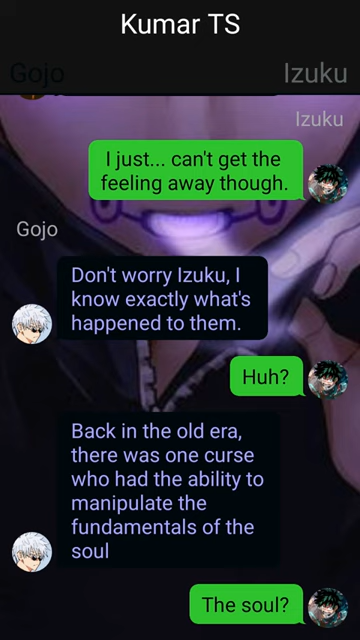 Kumar TS
Gojo
Izuku
Izuku
I just... can't get the
feeling away though.
Gojo
Don't worry Izuku, I
know exactly what's
happened to them.
Huh?
Back in the old era,
there was one curse
who had the ability to
manipulate the
fundamentals of the
soul
The soul?